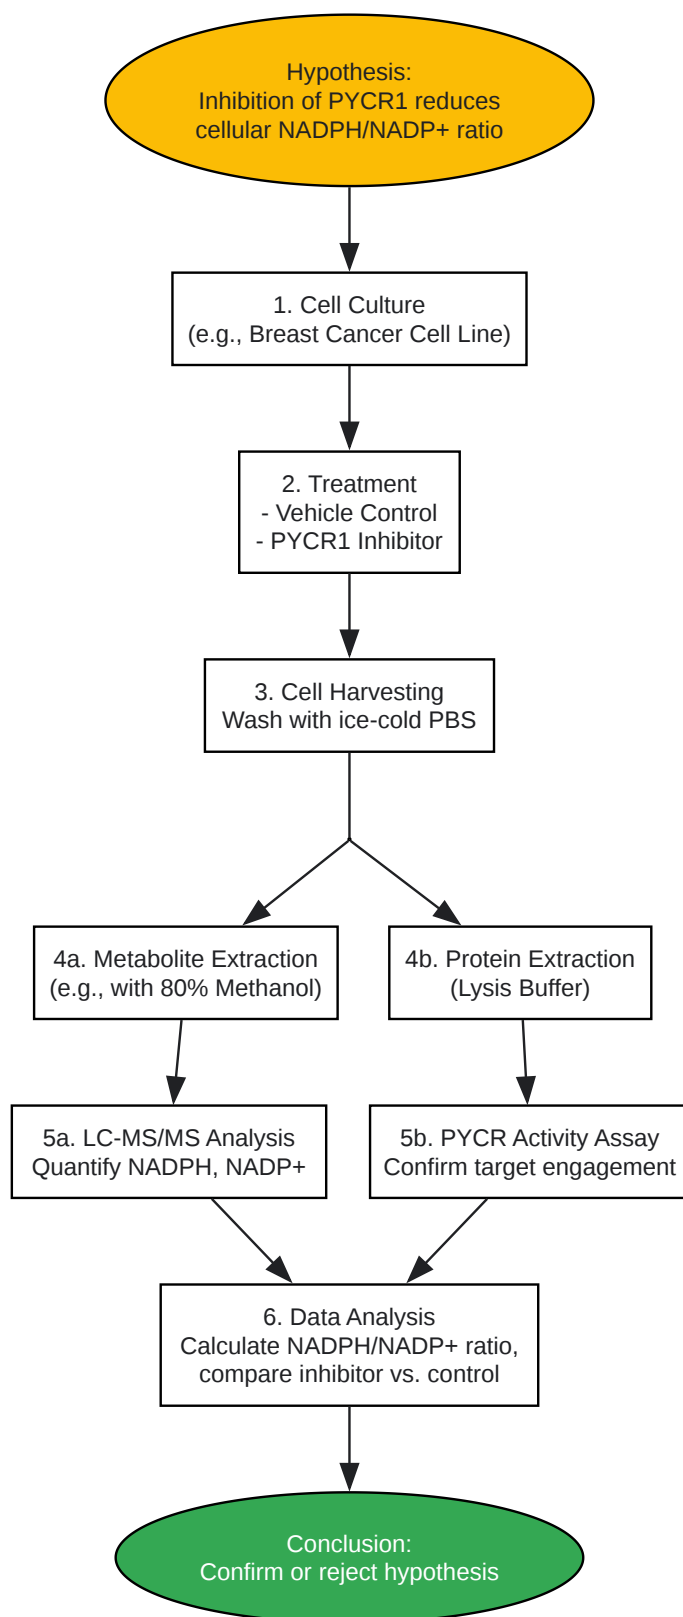 Hypothesis:
Inhibition of PYCR1 reduces
cellular NADPH/NADP+ ratio
1. Cell Culture
(e.g., Breast Cancer Cell Line)
2. Treatment
- Vehicle Control
- PYCR1 Inhibitor
3. Cell Harvesting
Wash with ice-cold PBS
4a. Metabolite Extraction
(e.g., with 80% Methanol)
4b. Protein Extraction
(Lysis Buffer)
5a. LC-MS/MS Analysis
Quantify NADPH, NADP+
5b. PYCR Activity Assay
Confirm target engagement
6. Data Analysis
Calculate NADPH/NADP+ ratio,
compare inhibitor vs. control
Conclusion:
Confirm or reject hypothesis